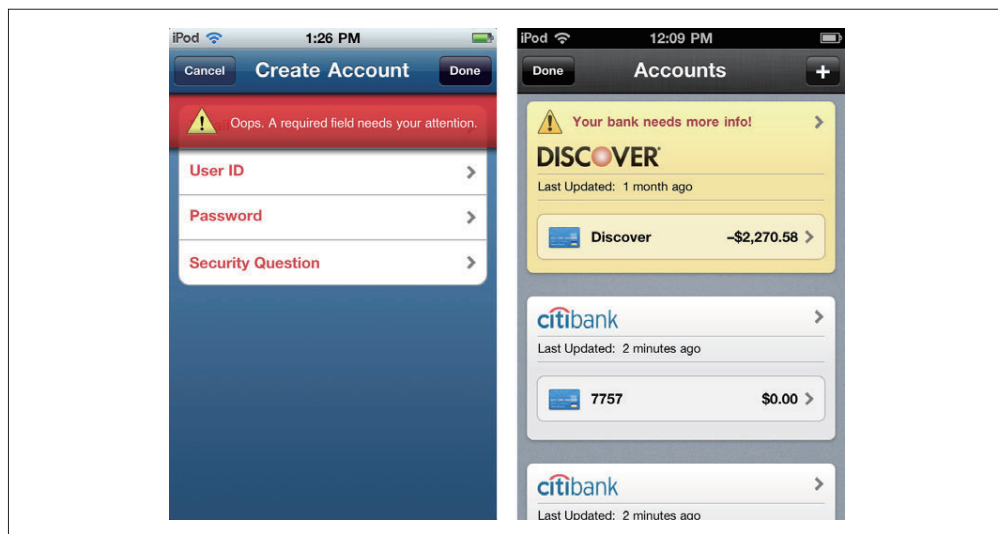 iPod
1:26 PM
Cancel
Create Account
Done
Oops. A required field needs your attention.
User ID
Password
Security Question
iPod
12:09 PM
Done
Accounts
+
Your bank needs more info!
DISCOVER
Last Updated: 1 month ago
Discover
–$2,270.58
citibank
Last Updated: 2 minutes ago
7757
$0.00
citibank
Last Updated: 2 minutes ago